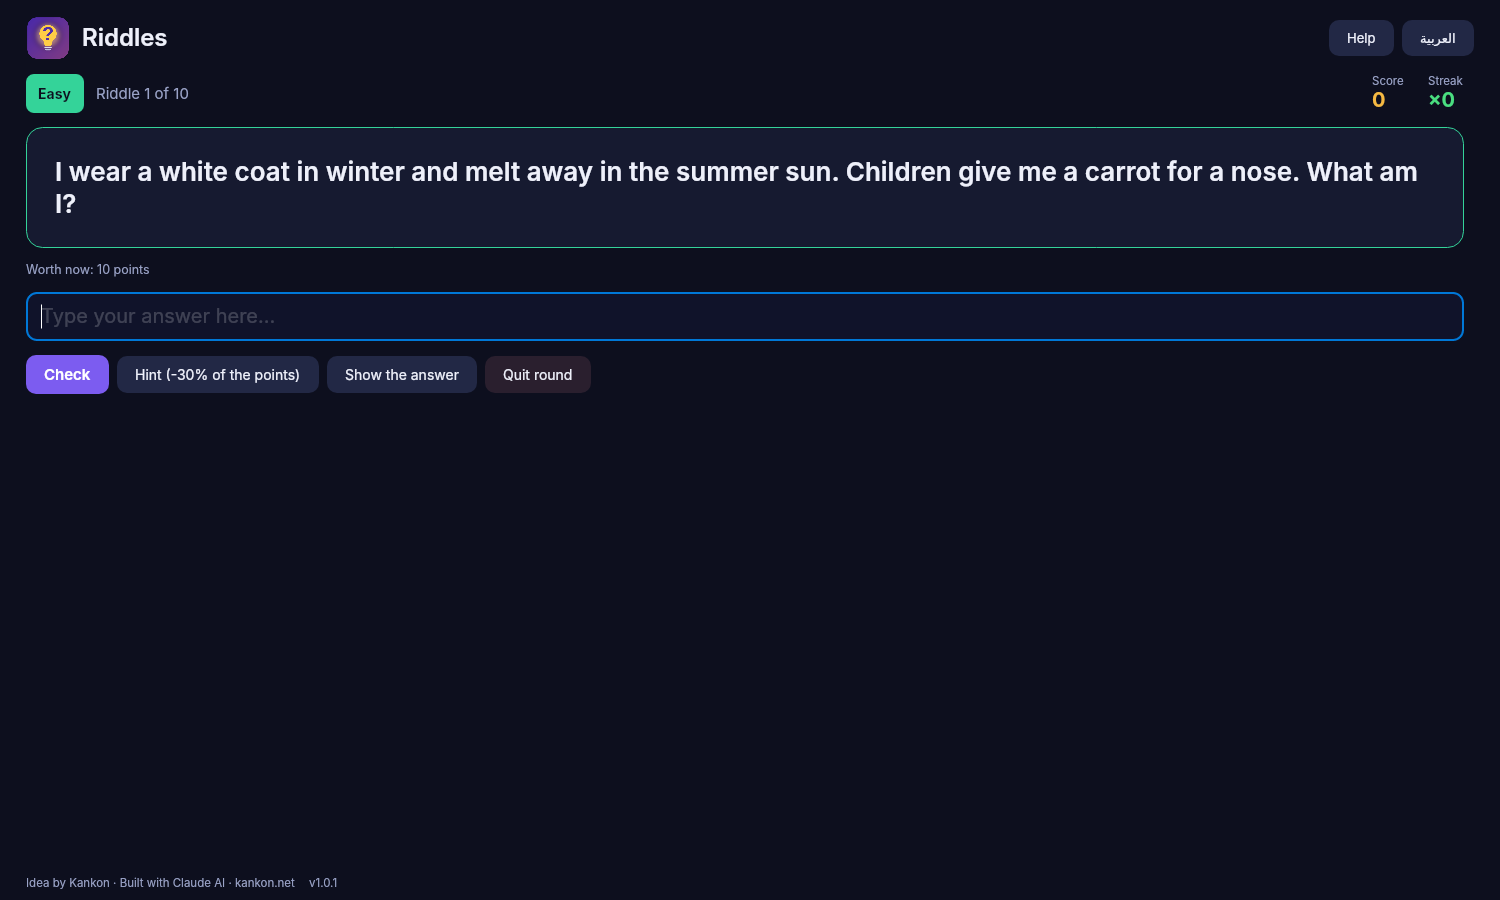 Riddles
Help
العربية
Easy
Riddle 1 of 10
Score
0
Streak
×0
I wear a white coat in winter and melt away in the summer sun. Children give me a carrot for a nose. What am
I?
Worth now: 10 points
Type your answer here...
Check
Hint (-30% of the points)
Show the answer
Quit round
Idea by Kankon · Built with Claude AI · kankon.net v1.0.1